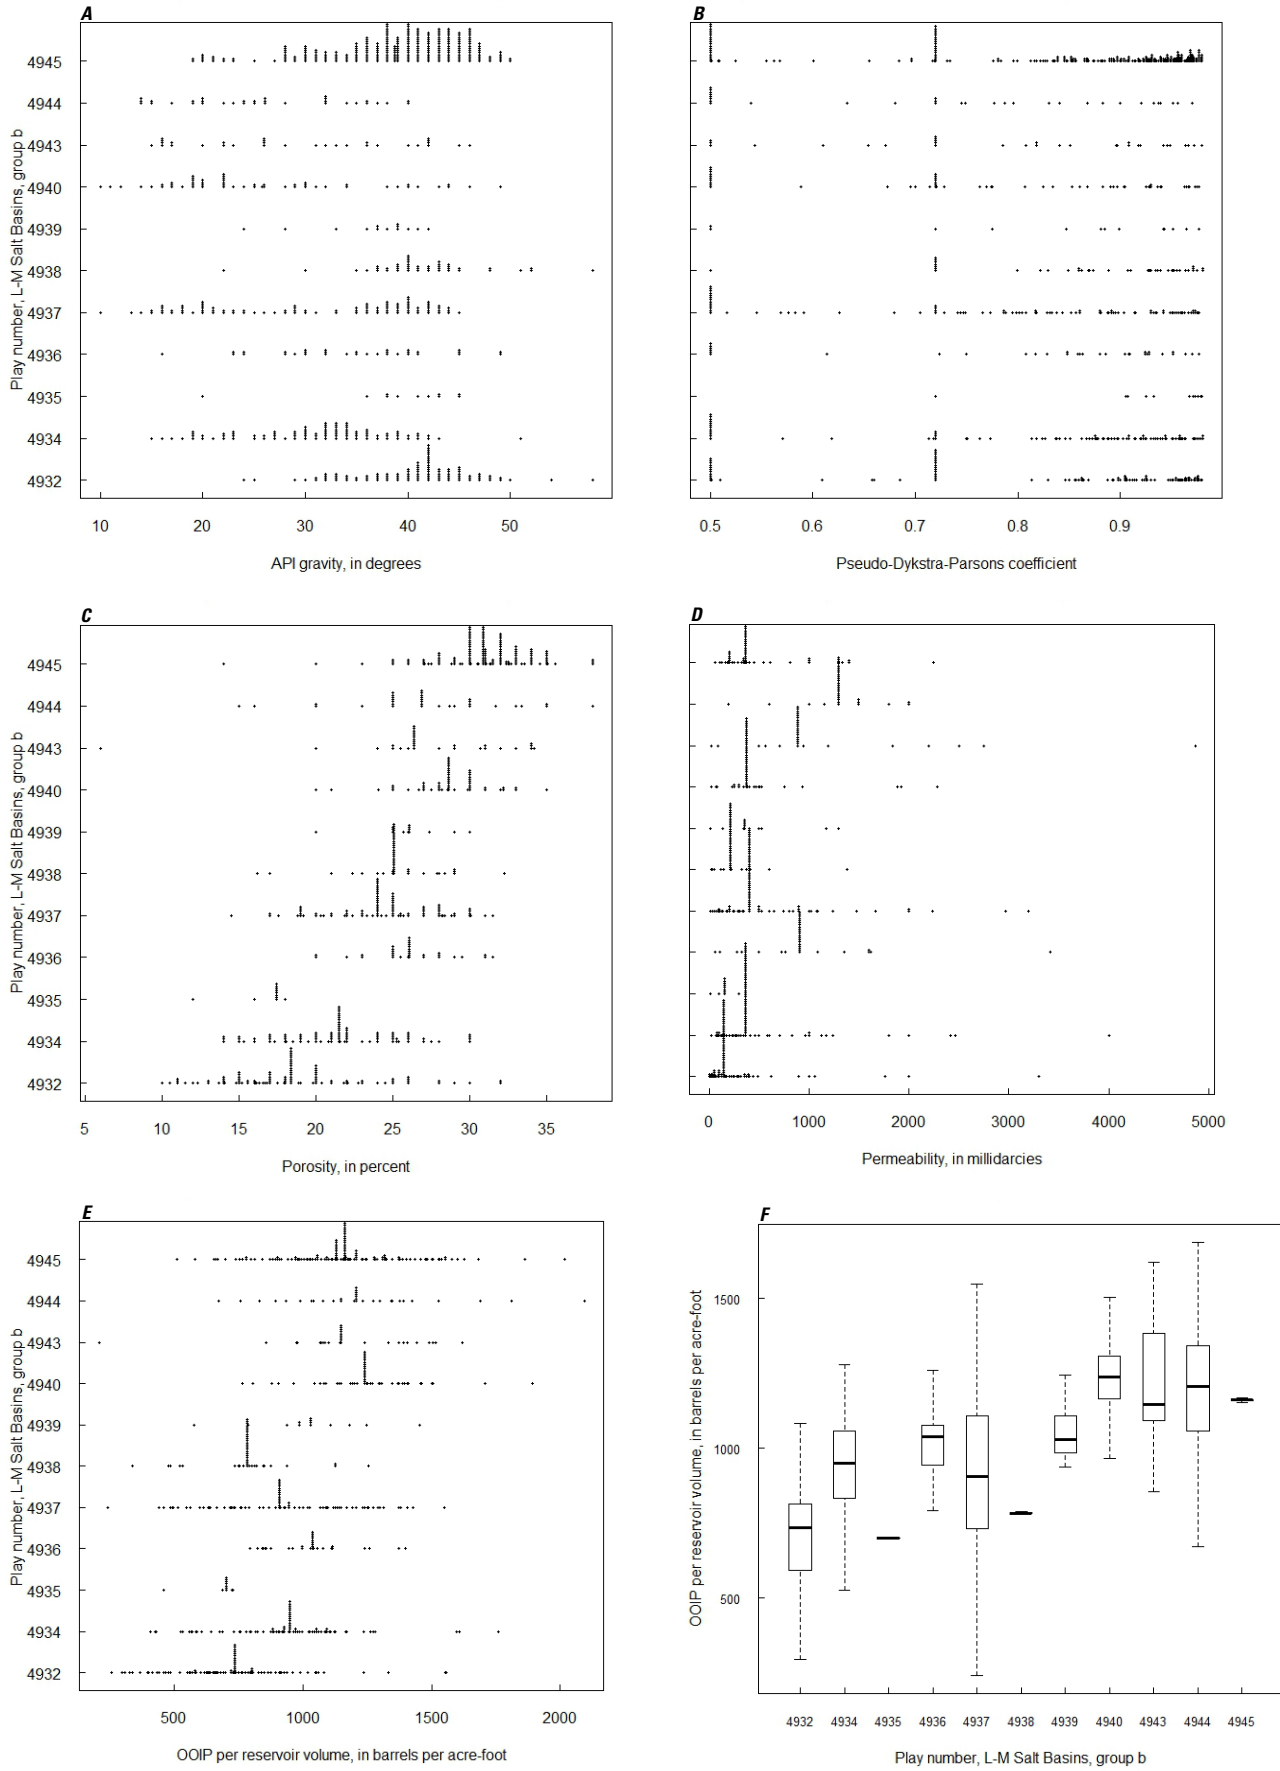 A
B
Play number, L-M Salt Basins, group b
4945
4944
4943
4940
4939
4938
4937
4936
4935
4934
4932
10 20 30 40 50
API gravity, in degrees
0.5 0.6 0.7 0.8 0.9
Pseudo-Dykstra-Parsons coefficient
C
D
Play number, L-M Salt Basins, group b
4945
4944
4943
4940
4939
4938
4937
4936
4935
4934
4932
5 10 15 20 25 30 35
Porosity, in percent
0 1000 2000 3000 4000 5000
Permeability, in millidarcies
E
F
Play number, L-M Salt Basins, group b
4945
4944
4943
4940
4939
4938
4937
4936
4935
4934
4932
500 1000 1500 2000
OOIP per reservoir volume, in barrels per acre-foot
OOIP per reservoir volume, in barrels per acre-foot
1500
1000
500
4932 4934 4935 4936 4937 4938 4939 4940 4943 4944 4945
Play number, L-M Salt Basins, group b